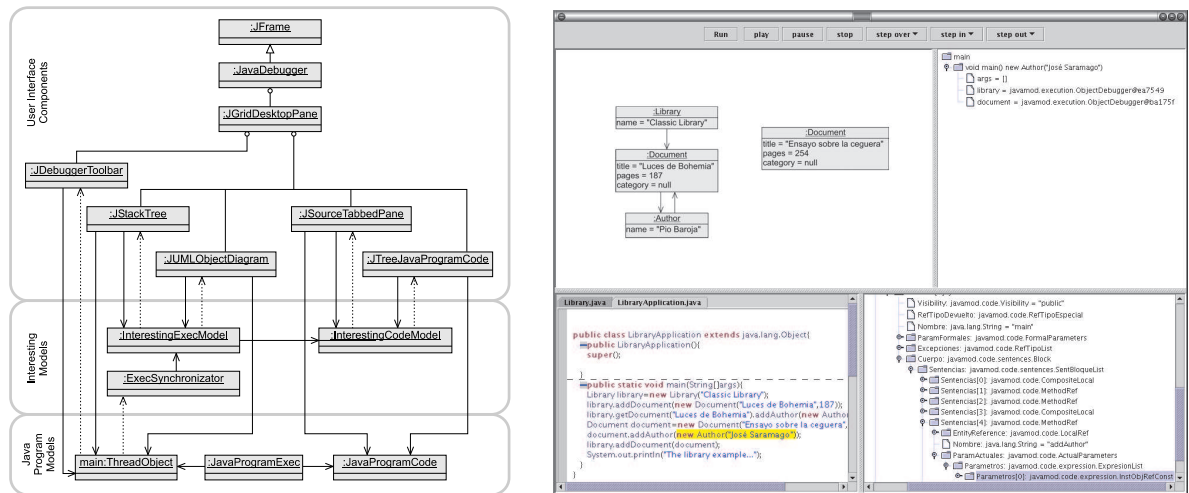 User Interface
Components
:JFrame
:JavaDebugger
:JGridDesktopPane
:JDebuggerToolbar
:JStackTree
:JSourceTabbedPane
:JUMLObjectDiagram
:JTreeJavaProgramCode
Interesting
Models
:InterestingExecModel
:InterestingCodeModel
:ExecSynchronizator
Java
Program
Models
main:ThreadObject
:JavaProgramExec
:JavaProgramCode
Run play pause stop step over step in step out
:Library
name = "Classic Library"
:Document
title = "Luces de Bohemia"
pages = 187
category = null
:Author
name = "Pio Baroja"
:Document
title = "Ensayo sobre la ceguera"
pages = 254
category = null
main
void main() new Author("José Saramago")
args = []
library = javamod.execution.ObjectDebugger@ea7549
document = javamod.execution.ObjectDebugger@ba175f
Library.java LibraryApplication.java
public class LibraryApplication extends java.lang.Object{
public LibraryApplication(){
super();
}
public static void main(String[]args){
Library library=new Library("Classic Library");
library.addDocument(new Document("Luces de Bohemia",187));
library.getDocument("Luces de Bohemia").addAuthor(new Author
Document document=new Document("Ensayo sobre la ceguera",
document.addAuthor(new Author("José Saramago"));
library.addDocument(document);
System.out.println("The library example...");
}
}
Visibility: javamod.code.Visibility = "public"
RefTipoDevuelto: javamod.code.RefTipoEspecial
Nombre: java.lang.String = "main"
ParamFormales: javamod.code.FormalParameters
Excepciones: javamod.code.RefTipoList
Cuerpo: javamod.code.sentences.Block
Sentencias: javamod.code.sentences.SentBloqueList
Sentencias[0]: javamod.code.CompositeLocal
Sentencias[1]: javamod.code.MethodRef
Sentencias[2]: javamod.code.MethodRef
Sentencias[3]: javamod.code.CompositeLocal
Sentencias[4]: javamod.code.MethodRef
EntityReference: javamod.code.LocalRef
Nombre: java.lang.String = "addAuthor"
ParamActuales: javamod.code.ActualParameters
Parametros: javamod.code.expression.ExpresionList
Parametros[0]: javamod.code.expression.InstObjRefConst